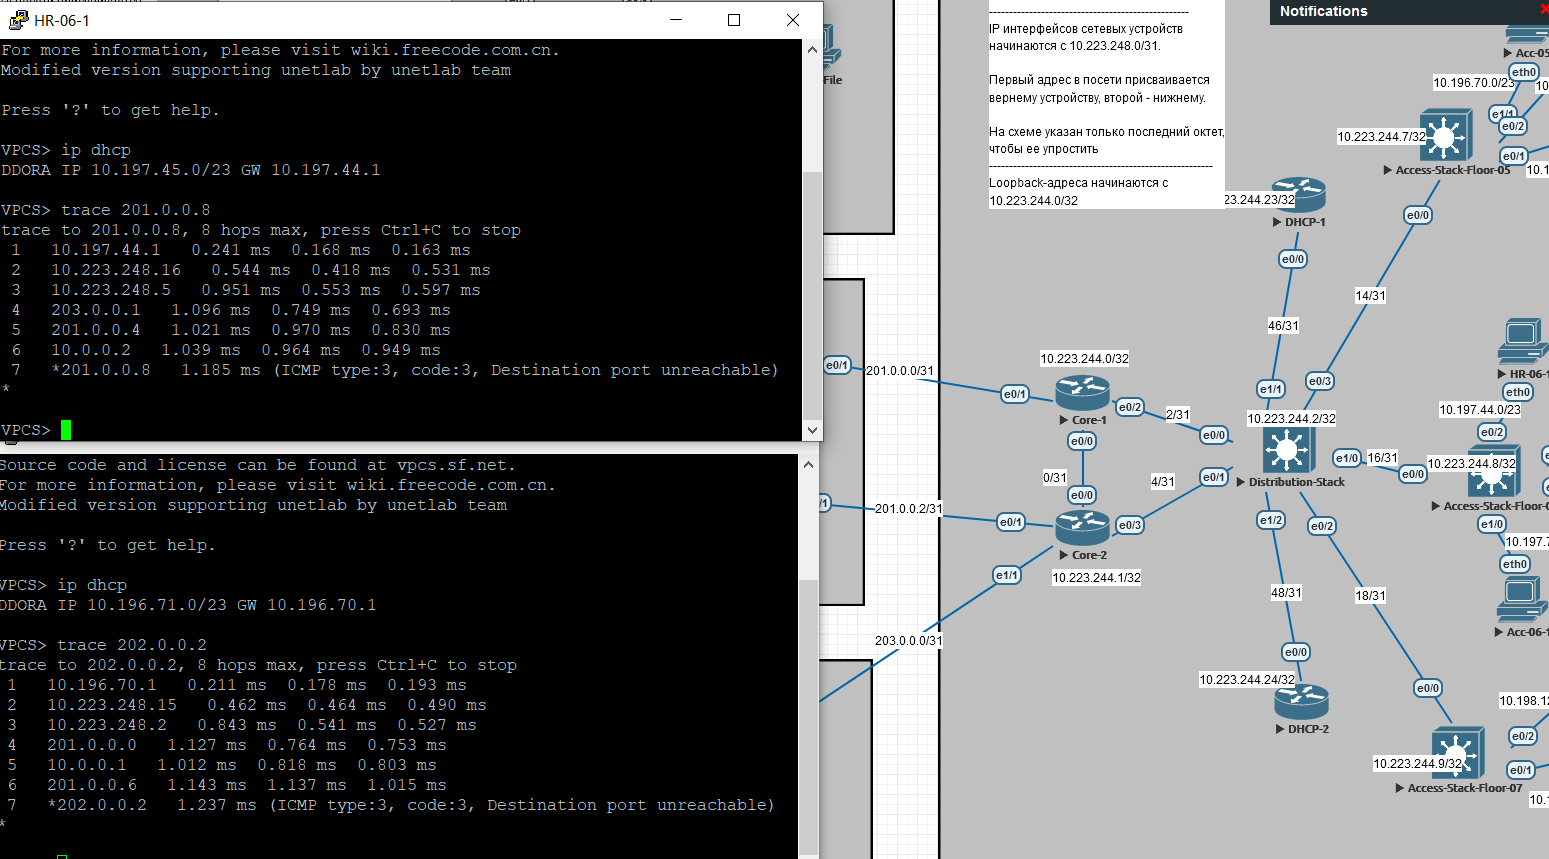 HR-06-1
For more information, please visit wiki.freecode.com.cn.
Modified version supporting unetlab by unetlab team
Press '?' to get help.
VPCS> ip dhcp
DDORA IP 10.197.45.0/23 GW 10.197.44.1
VPCS> trace 201.0.0.8
trace to 201.0.0.8, 8 hops max, press Ctrl+C to stop
1 10.197.44.1 0.241 ms 0.168 ms 0.163 ms
2 10.223.248.16 0.544 ms 0.418 ms 0.531 ms
3 10.223.248.5 0.951 ms 0.553 ms 0.597 ms
4 203.0.0.1 1.096 ms 0.749 ms 0.693 ms
5 201.0.0.4 1.021 ms 0.970 ms 0.830 ms
6 10.0.0.2 1.039 ms 0.964 ms 0.949 ms
7 *201.0.0.8 1.185 ms (ICMP type:3, code:3, Destination port unreachable)
*
VPCS>
Source code and license can be found at vpcs.sf.net.
For more information, please visit wiki.freecode.com.cn.
Modified version supporting unetlab by unetlab team
Press '?' to get help.
VPCS> ip dhcp
DDORA IP 10.196.71.0/23 GW 10.196.70.1
VPCS> trace 202.0.0.2
trace to 202.0.0.2, 8 hops max, press Ctrl+C to stop
1 10.196.70.1 0.211 ms 0.178 ms 0.193 ms
2 10.223.248.15 0.462 ms 0.464 ms 0.490 ms
3 10.223.248.2 0.843 ms 0.541 ms 0.527 ms
4 201.0.0.0 1.127 ms 0.764 ms 0.753 ms
5 10.0.0.1 1.012 ms 0.818 ms 0.803 ms
6 201.0.0.6 1.143 ms 1.137 ms 1.015 ms
7 *202.0.0.2 1.237 ms (ICMP type:3, code:3, Destination port unreachable)
*
File
--------------------------------------------------
IP интерфейсов сетевых устройств
начинаются с 10.223.248.0/31.
Первый адрес в посети присваивается
вернему устройству, второй - нижнему.
На схеме указан только последний октет,
чтобы ее упростить
--------------------------------------------------------
Loopback-адреса начинаются с
10.223.244.0/32
Notifications
Acc-05
eth0
10.196.70.0/23
10
e1/1
e0/2
10.223.244.7/32
e0/1
Access-Stack-Floor-05
10.1
23.244.23/32
e0/0
DHCP-1
e0/0
14/31
46/31
10.223.244.0/32
e0/1
201.0.0.0/31
HR-06-1
e0/3
e1/1
eth0
e0/1
e0/2
2/31
10.197.44.0/23
Core-1
10.223.244.2/32
e0/2
e0/0
e0/0
e1/0
16/31
10.223.244.8/32
0/31
4/31
e0/1
e0/0
Distribution-Stack
e0/0
/1
201.0.0.2/31
Access-Stack-Floor-0
e0/1
e0/3
e1/2
e0/2
e1/0
10.197.7
Core-2
eth0
e1/1
10.223.244.1/32
48/31
18/31
Acc-06-1
203.0.0.0/31
e0/0
10.223.244.24/32
e0/0
10.198.12
DHCP-2
e0/2
10.223.244.9/32
e0/1
Access-Stack-Floor-07
10.1